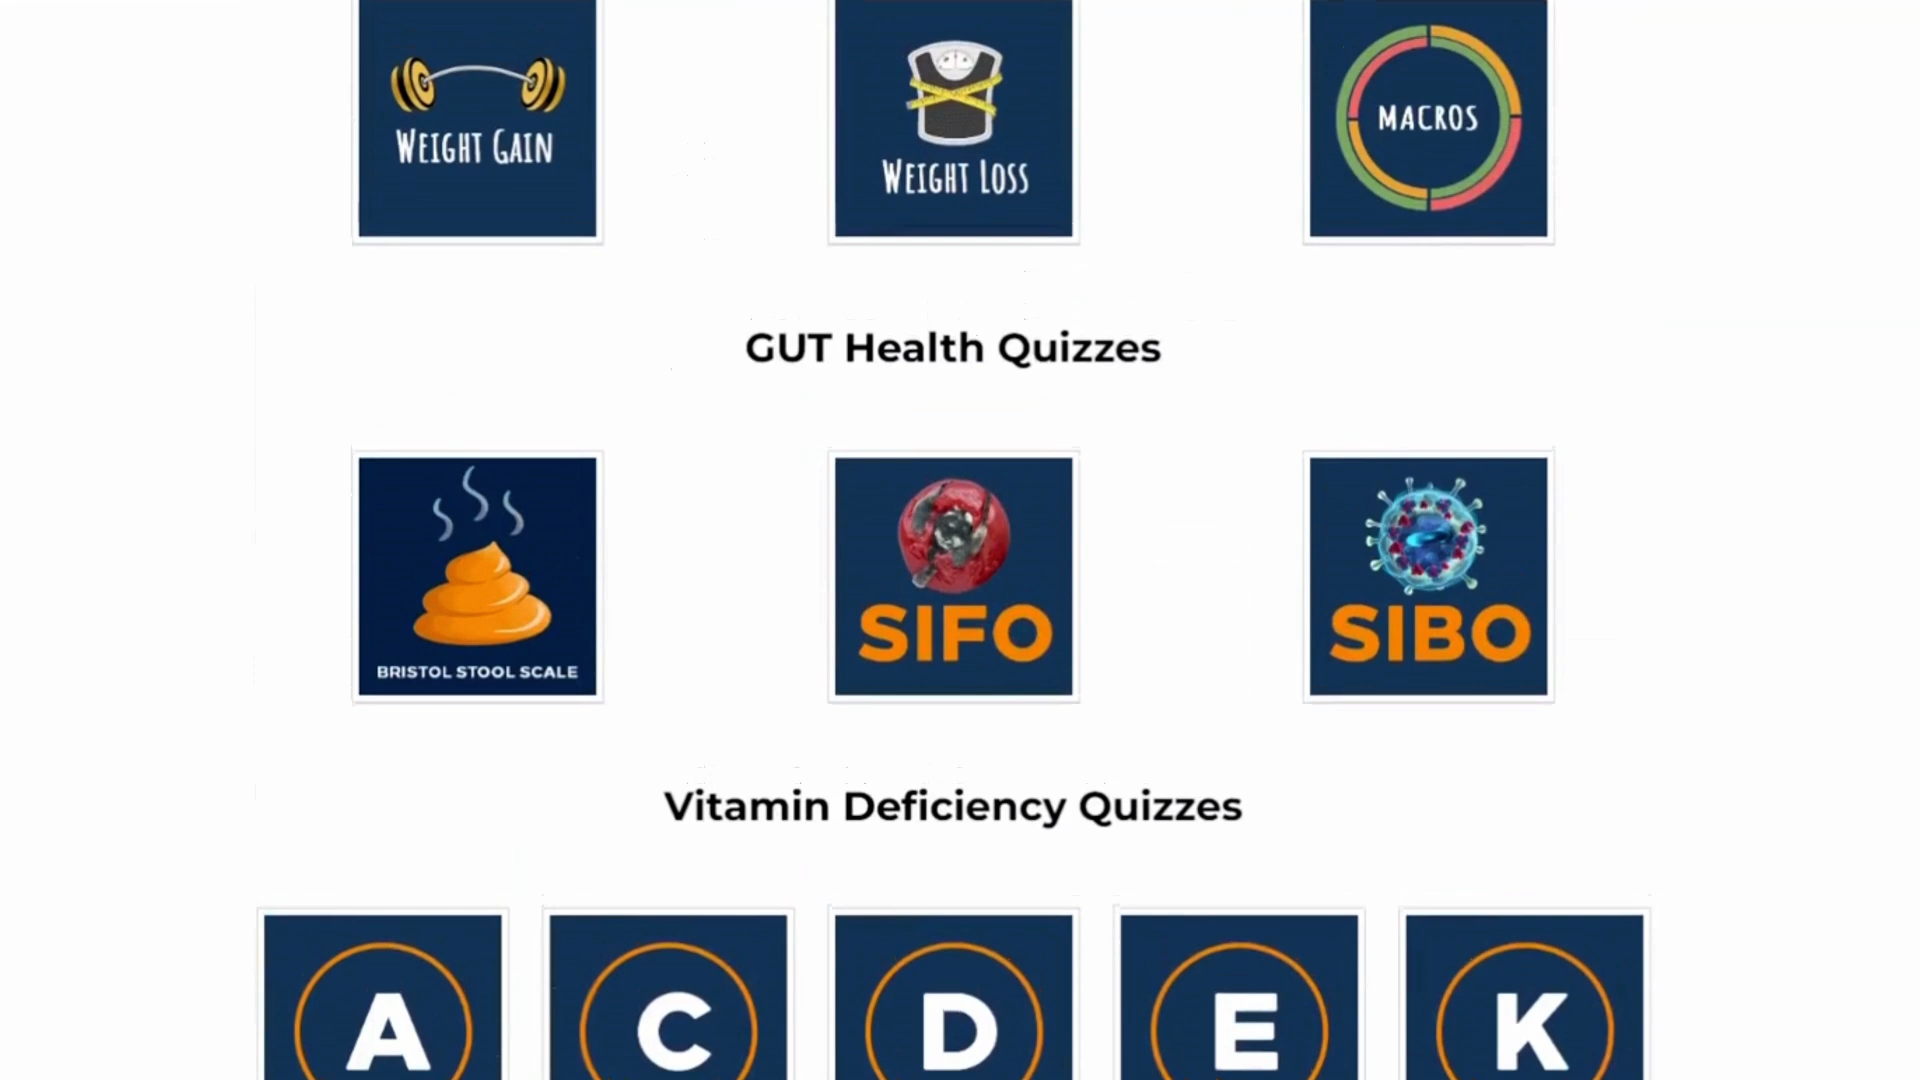 WEIGHT GAIN
WEIGHT LOSS
MACROS
GUT Health Quizzes
BRISTOL STOOL SCALE
SIFO
SIBO
Vitamin Deficiency Quizzes
A
C
D
E
K